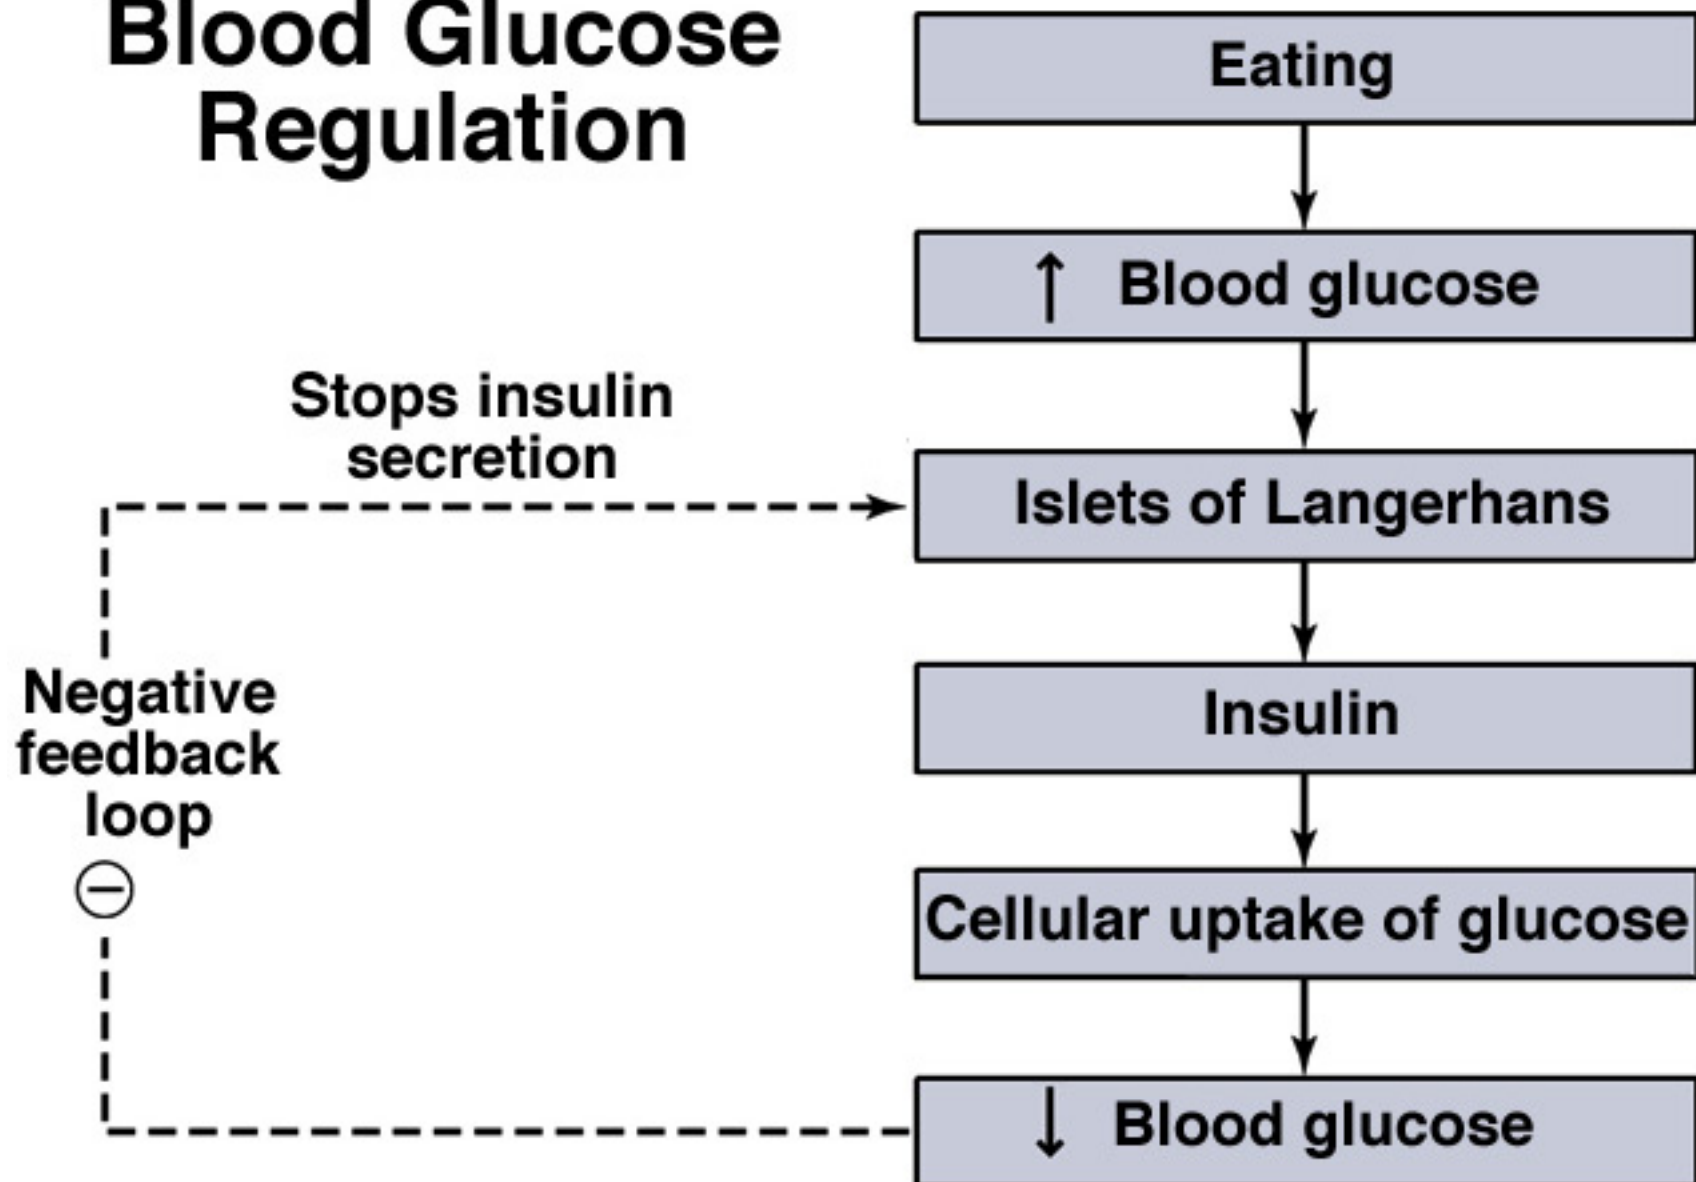 Blood Glucose
Regulation
Eating
↑ Blood glucose
Stops insulin
secretion
Islets of Langerhans
Insulin
Negative
feedback
loop
⊖
Cellular uptake of glucose
↓ Blood glucose